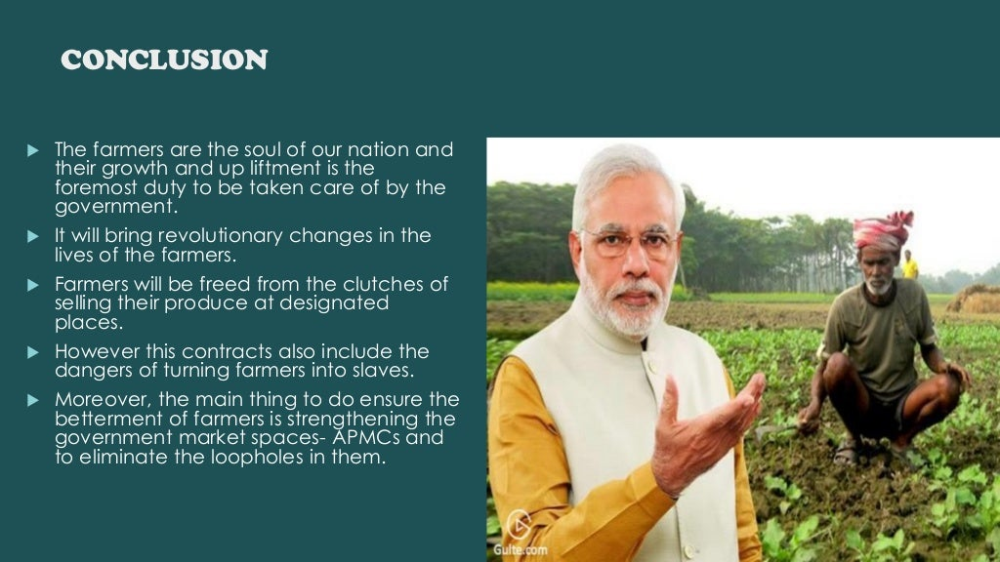 CONCLUSION
The farmers are the soul of our nation and
their growth and up liftment is the
foremost duty to be taken care of by the
government.
It will bring revolutionary changes in the
lives of the farmers.
Farmers will be freed from the clutches of
selling their produce at designated
places.
However this contracts also include the
dangers of turning farmers into slaves.
Moreover, the main thing to do ensure the
betterment of farmers is strengthening the
government market spaces- APMCs and
to eliminate the loopholes in them.
Gulte.com